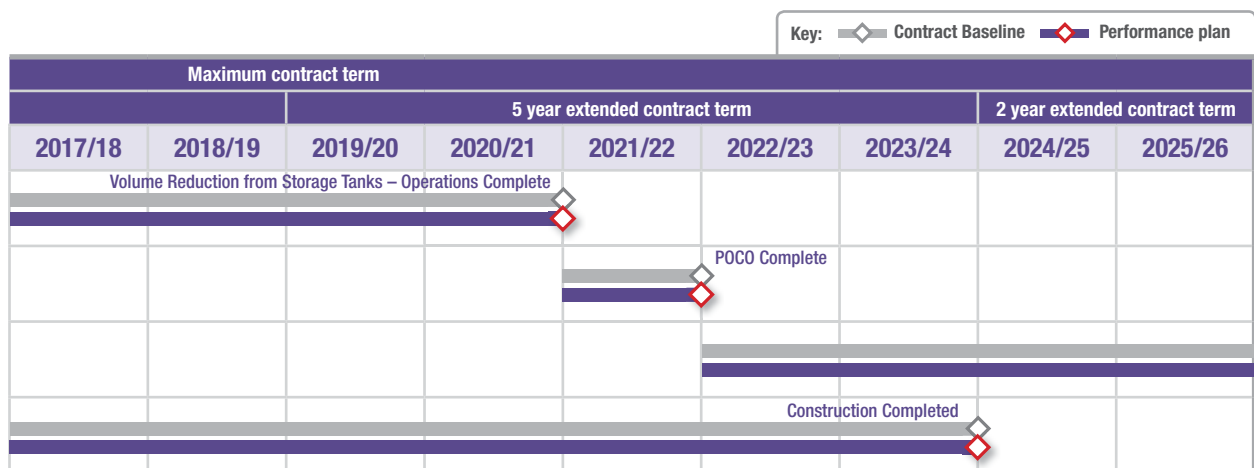 Key: Contract Baseline Performance plan
Maximum contract term
5 year extended contract term 2 year extended contract term
2017/18 2018/19 2019/20 2020/21 2021/22 2022/23 2023/24 2024/25 2025/26
Volume Reduction from Storage Tanks – Operations Complete
POCO Complete
Construction Completed